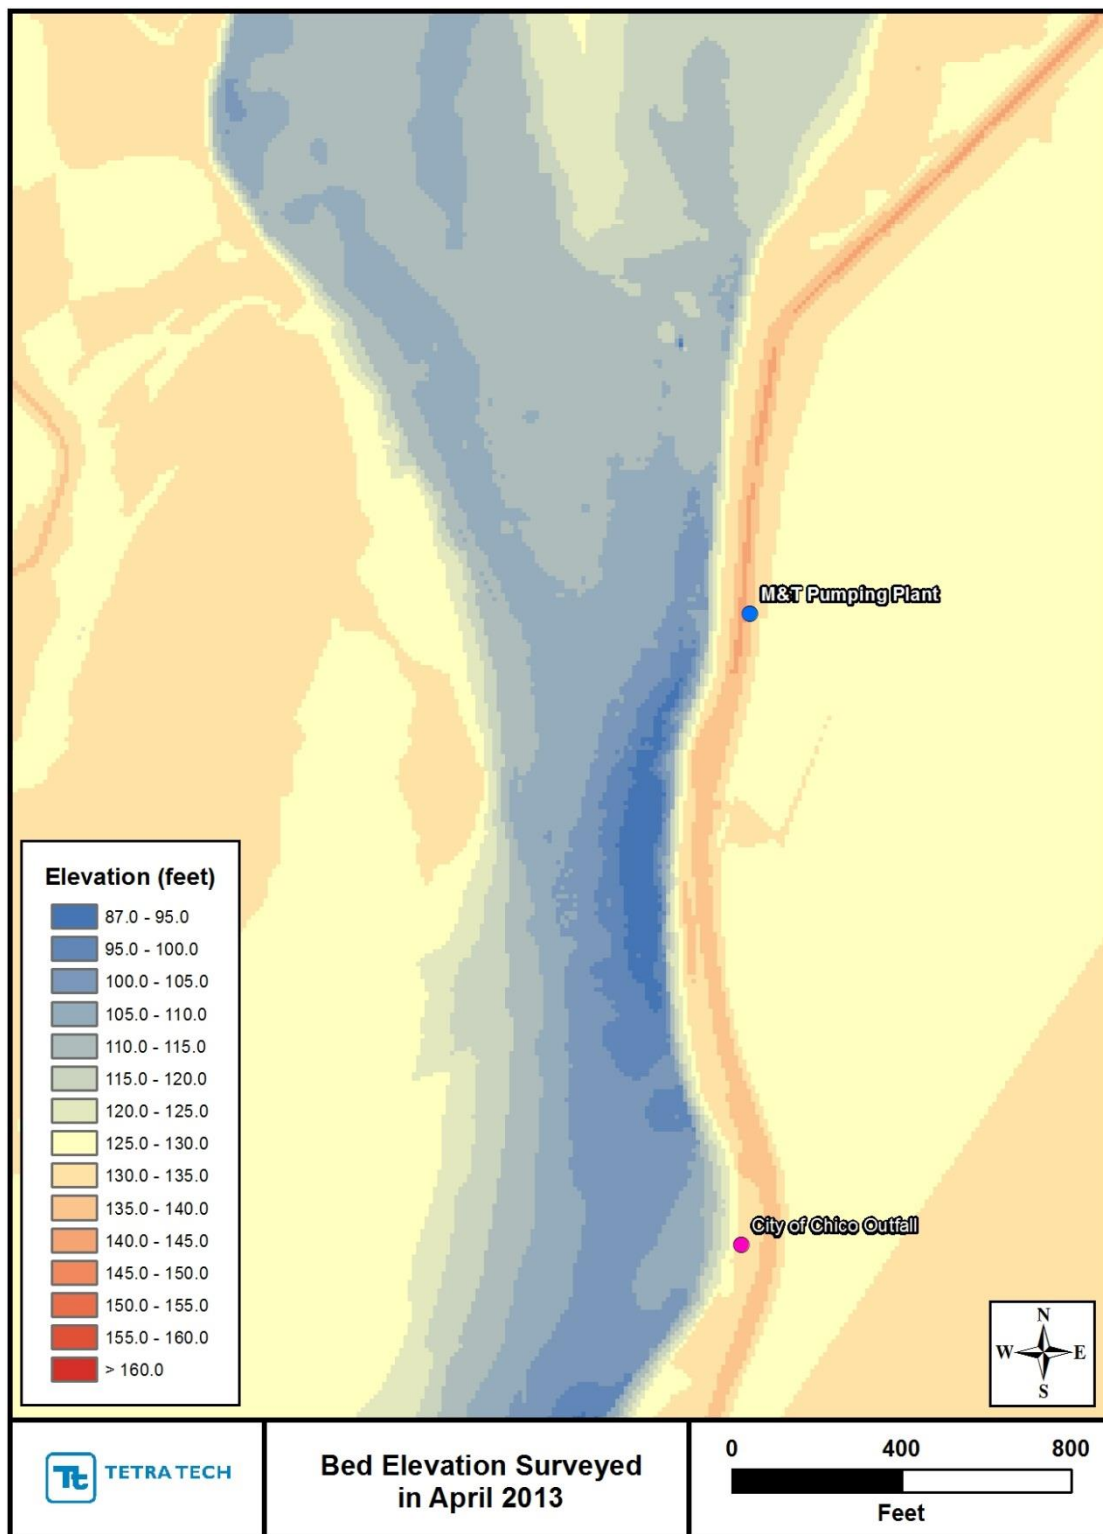 M&T Pumping Plant
Elevation (feet)
87.0 - 95.0
95.0 - 100.0
100.0 - 105.0
105.0 - 110.0
110.0 - 115.0
115.0 - 120.0
120.0 - 125.0
125.0 - 130.0
130.0 - 135.0
135.0 - 140.0
140.0 - 145.0
145.0 - 150.0
150.0 - 155.0
155.0 - 160.0
> 160.0
City of Chico Outfall
N
W E
S
Tt TETRA TECH
Bed Elevation Surveyed
in April 2013
0 400 800
Feet